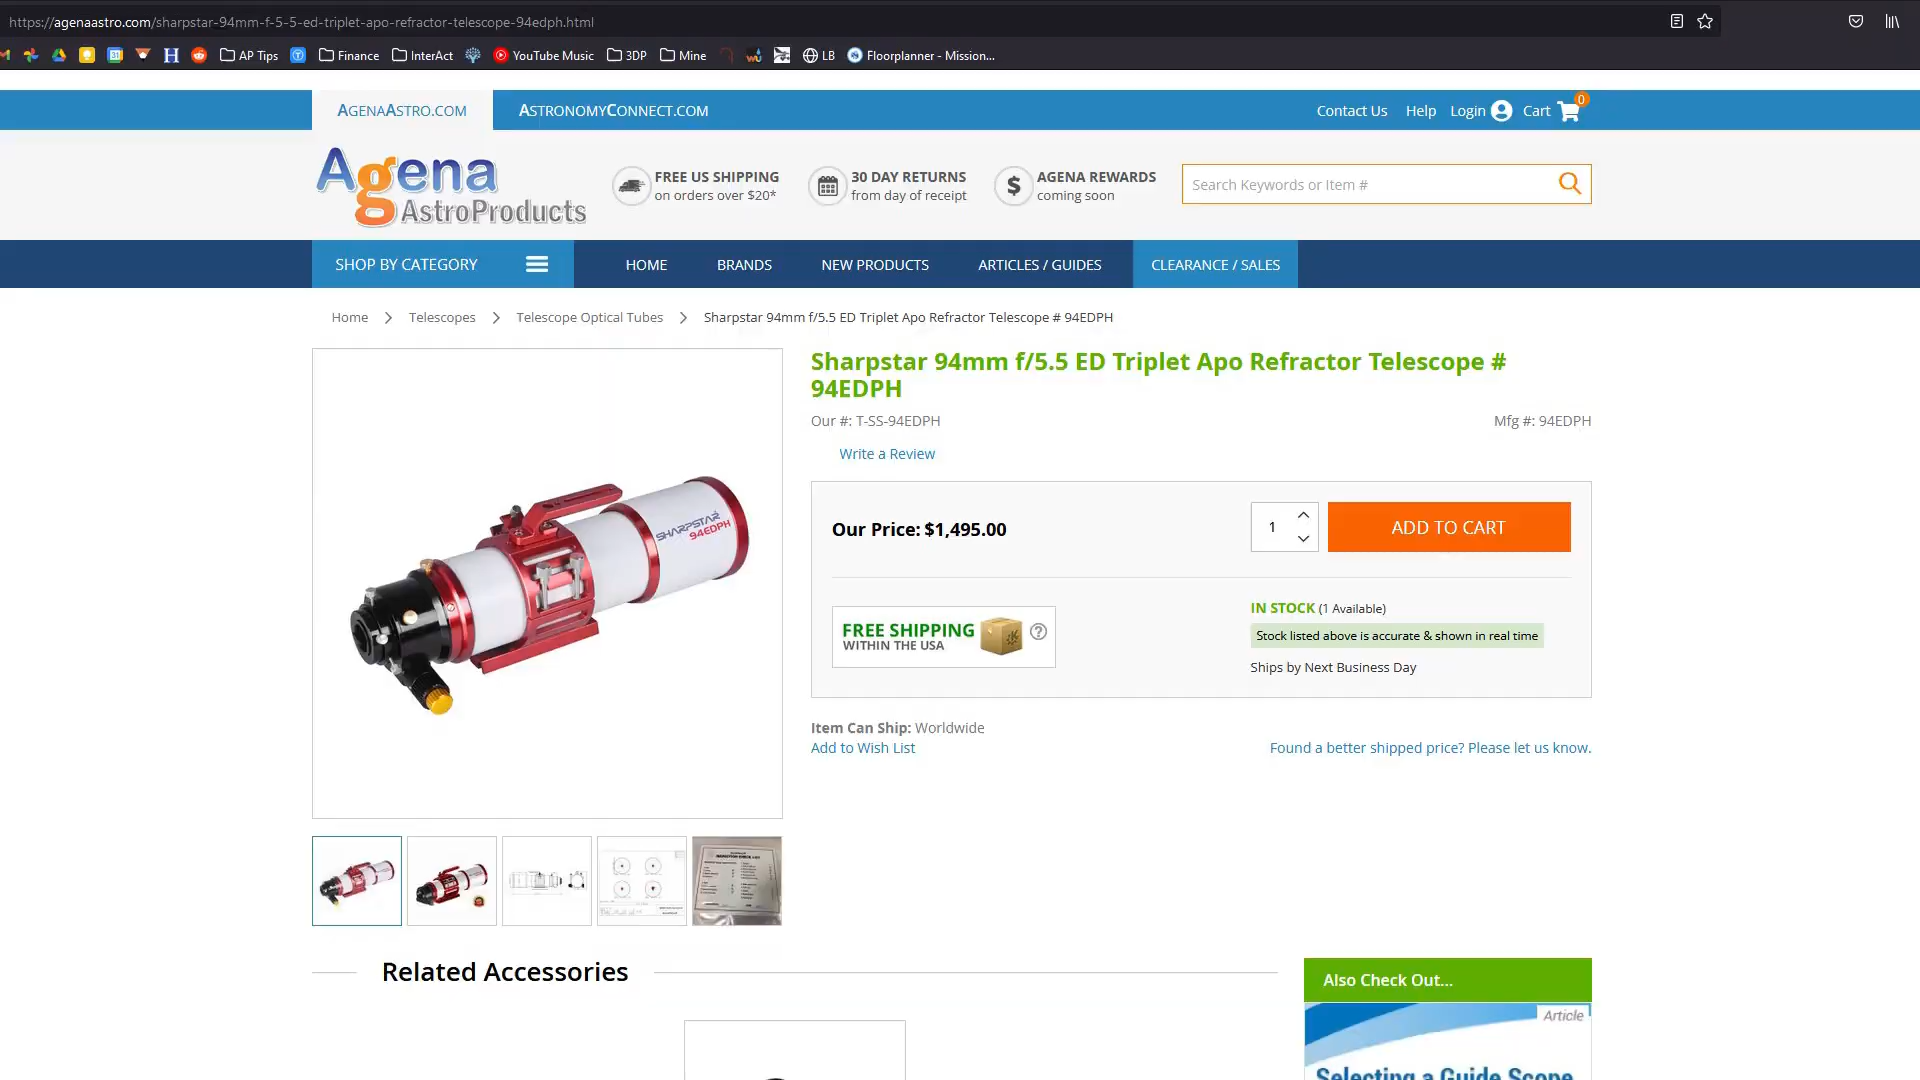 https://agenaastro.com/sharpstar-94mm-f-5-5-ed-triplet-apo-refractor-telescope-94edph.html
AP Tips
Finance
InterAct
YouTube Music
3DP
Mine
LB
Floorplanner - Mission...
AGENAASTRO.COM
ASTRONOMYCONNECT.COM
Contact Us
Help
Login
Cart
0
Agena
AstroProducts
FREE US SHIPPING
on orders over $20*
30 DAY RETURNS
from day of receipt
AGENA REWARDS
coming soon
Search Keywords or Item #
SHOP BY CATEGORY
HOME
BRANDS
NEW PRODUCTS
ARTICLES / GUIDES
CLEARANCE / SALES
Home
Telescopes
Telescope Optical Tubes
Sharpstar 94mm f/5.5 ED Triplet Apo Refractor Telescope # 94EDPH
SHARPSTAR
94EDPH
Sharpstar 94mm f/5.5 ED Triplet Apo Refractor Telescope #
94EDPH
Our #: T-SS-94EDPH
Mfg #: 94EDPH
Write a Review
Our Price: $1,495.00
1
ADD TO CART
FREE SHIPPING
WITHIN THE USA
IN STOCK (1 Available)
Stock listed above is accurate & shown in real time
Ships by Next Business Day
Item Can Ship: Worldwide
Add to Wish List
Found a better shipped price? Please let us know.
Related Accessories
Also Check Out...
Article
Selecting a Guide Scope